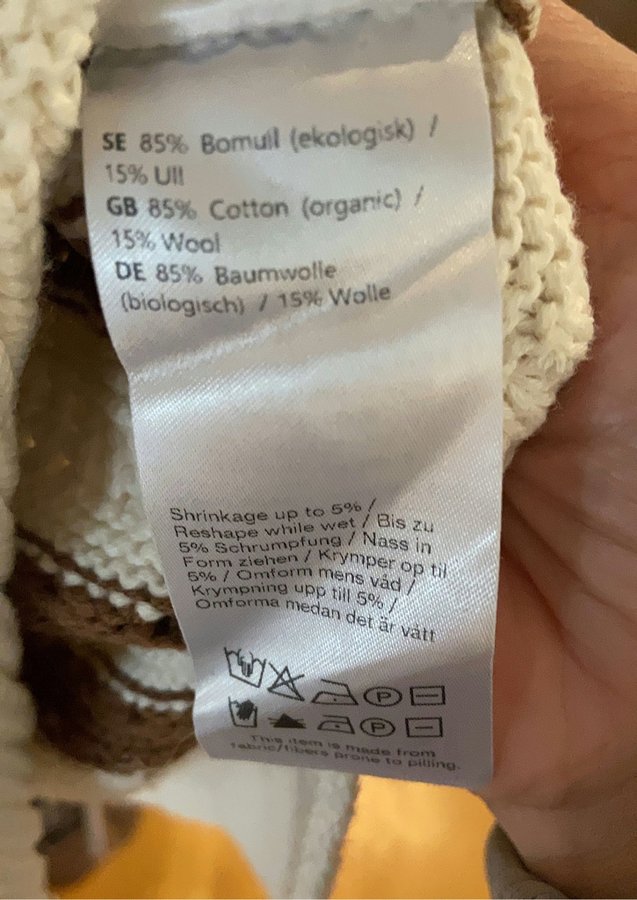 SE 85% Bomull (ekologisk) /
15% Ull
GB 85% Cotton (organic) /
15% Wool
DE 85% Baumwolle
(biologisch) / 15% Wolle
Shrinkage up to 5% /
Reshape while wet / Bis zu
5% Schrumpfung / Nass in
Form ziehen / Krymper op til
5% / Omform mens våd /
Krympning upp till 5% /
Omforma medan det är vått
P
P
This item is made from
fabric/fibers prone to pilling.